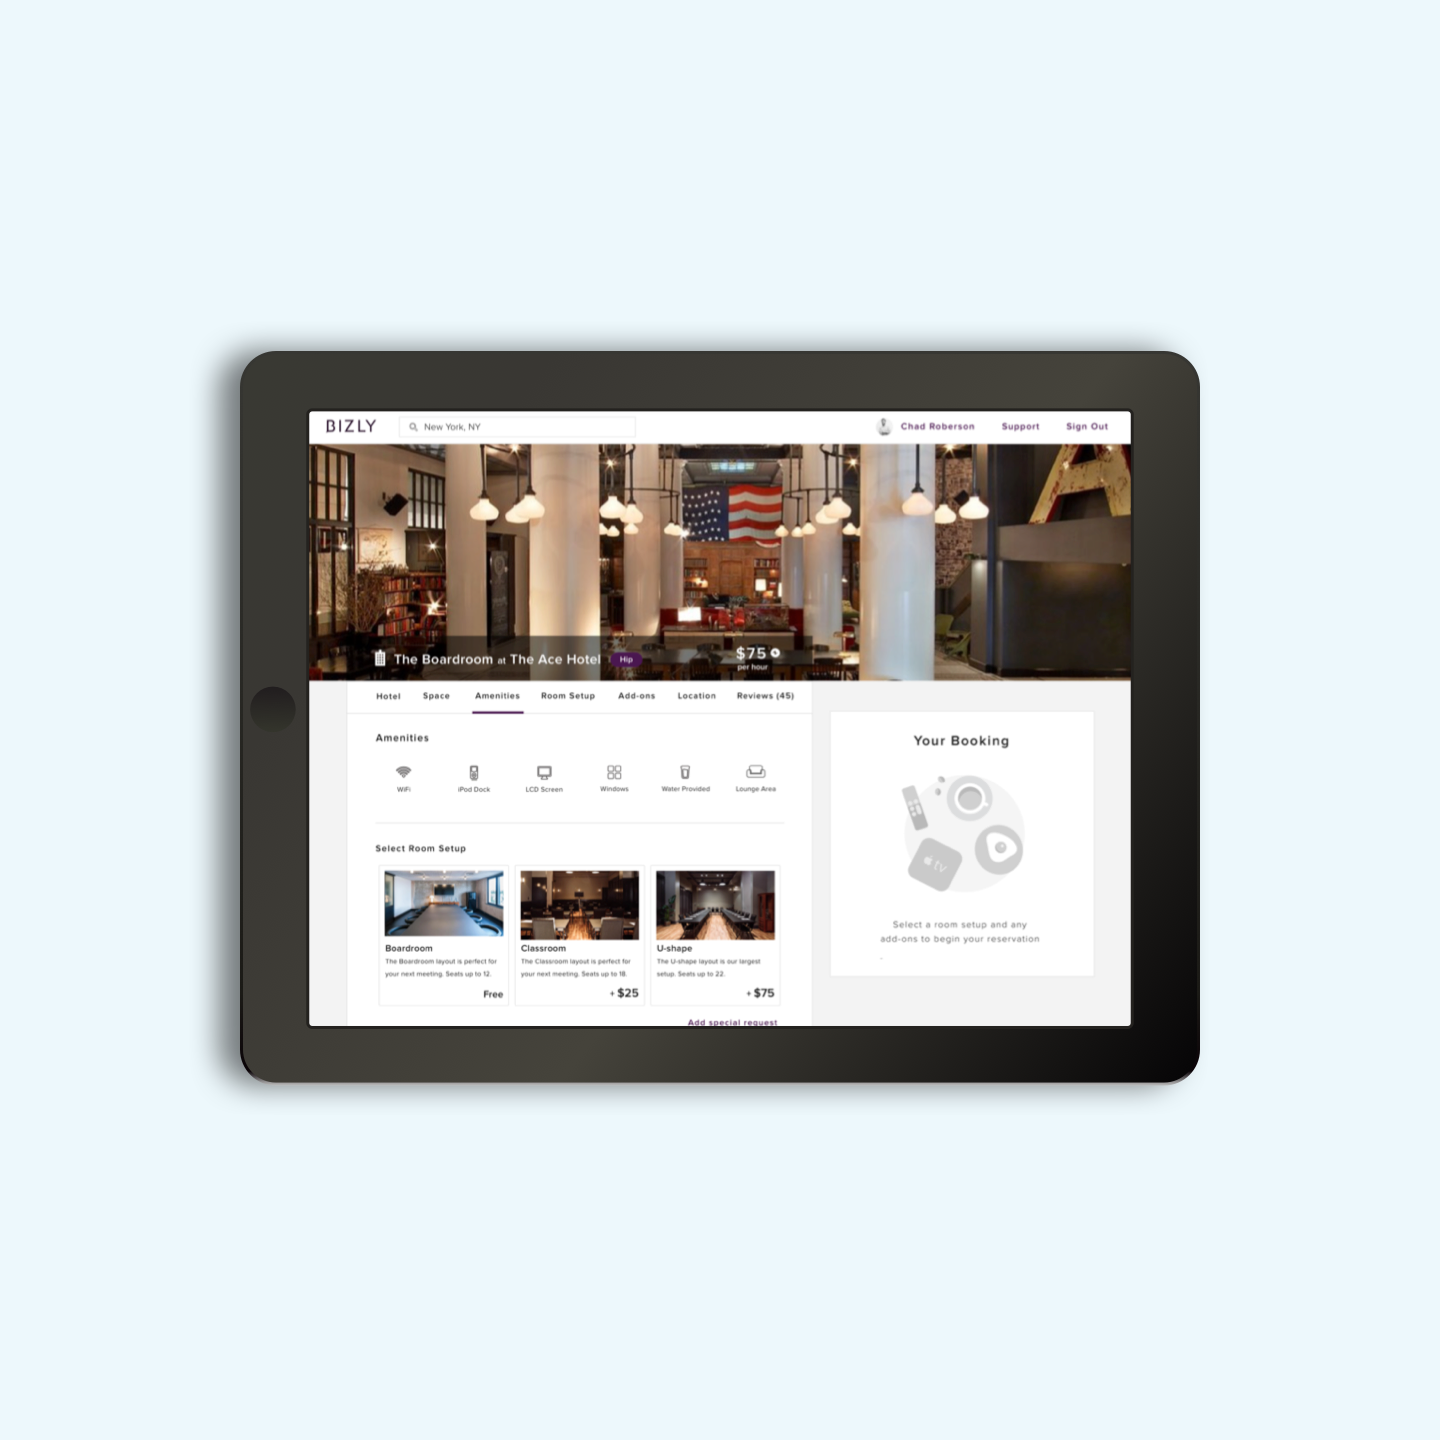 BIZLY
New York, NY
Chad Roberson
Support
Sign Out
A
The Boardroom at The Ace Hotel
Hip
$75
per hour
Hotel
Space
Amenities
Room Setup
Add-ons
Location
Reviews (45)
Amenities
WiFi
iPod Dock
LCD Screen
Windows
Water Provided
Lounge Area
Select Room Setup
Boardroom
The Boardroom layout is perfect for
your next meeting. Seats up to 12.
Free
Classroom
The Classroom layout is perfect for
your next meeting. Seats up to 18.
+ $25
U-shape
The U-shape layout is our largest
setup. Seats up to 22.
+ $75
Add special request
Your Booking
tv
Select a room setup and any
add-ons to begin your reservation